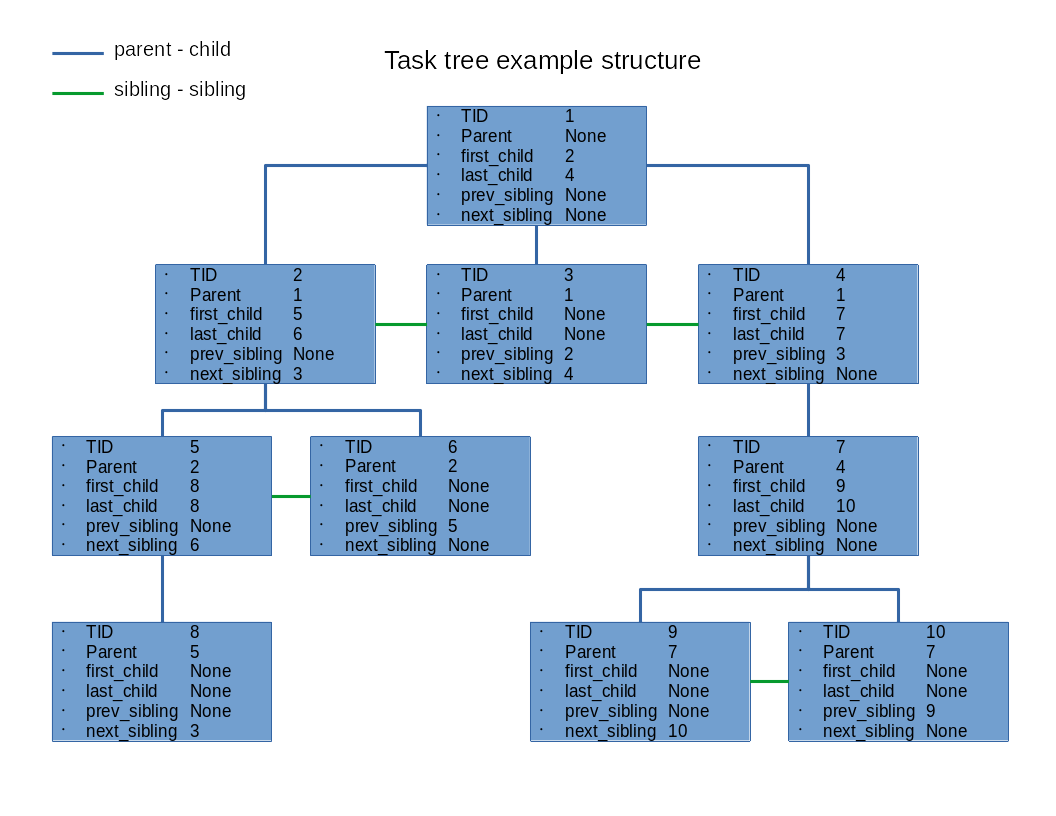 parent - child
Task tree example structure
sibling - sibling
· TID 1
· Parent None
· first_child 2
· last_child 4
· prev_sibling None
· next_sibling None
· TID 2
· Parent 1
· first_child 5
· last_child 6
· prev_sibling None
· next_sibling 3
· TID 3
· Parent 1
· first_child None
· last_child None
· prev_sibling 2
· next_sibling 4
· TID 4
· Parent 1
· first_child 7
· last_child 7
· prev_sibling 3
· next_sibling None
· TID 5
· Parent 2
· first_child 8
· last_child 8
· prev_sibling None
· next_sibling 6
· TID 6
· Parent 2
· first_child None
· last_child None
· prev_sibling 5
· next_sibling None
· TID 7
· Parent 4
· first_child 9
· last_child 10
· prev_sibling None
· next_sibling None
· TID 8
· Parent 5
· first_child None
· last_child None
· prev_sibling None
· next_sibling 3
· TID 9
· Parent 7
· first_child None
· last_child None
· prev_sibling None
· next_sibling 10
· TID 10
· Parent 7
· first_child None
· last_child None
· prev_sibling 9
· next_sibling None